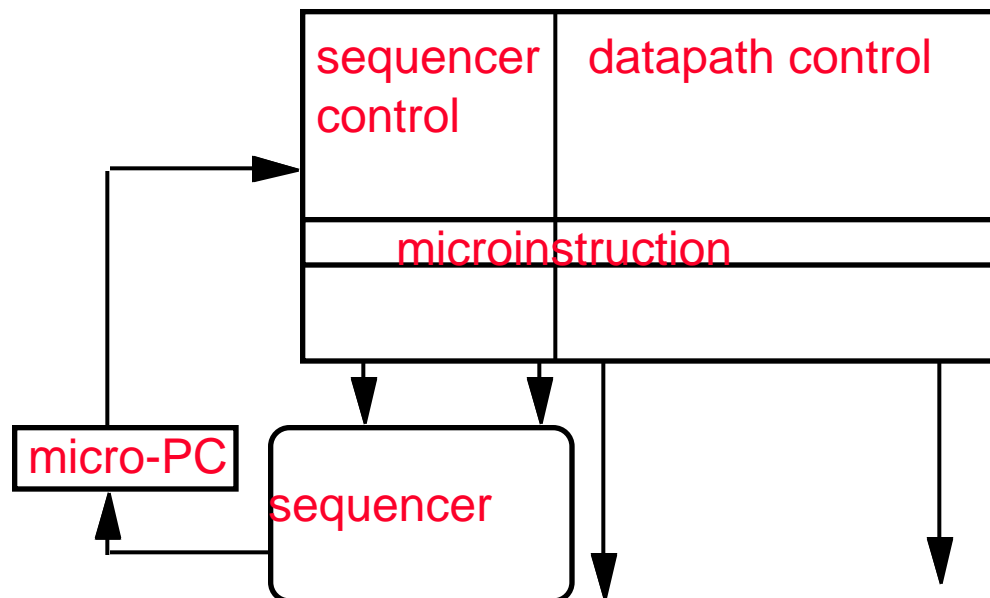 sequencer
control
datapath control
microinstruction
micro-PC
sequencer